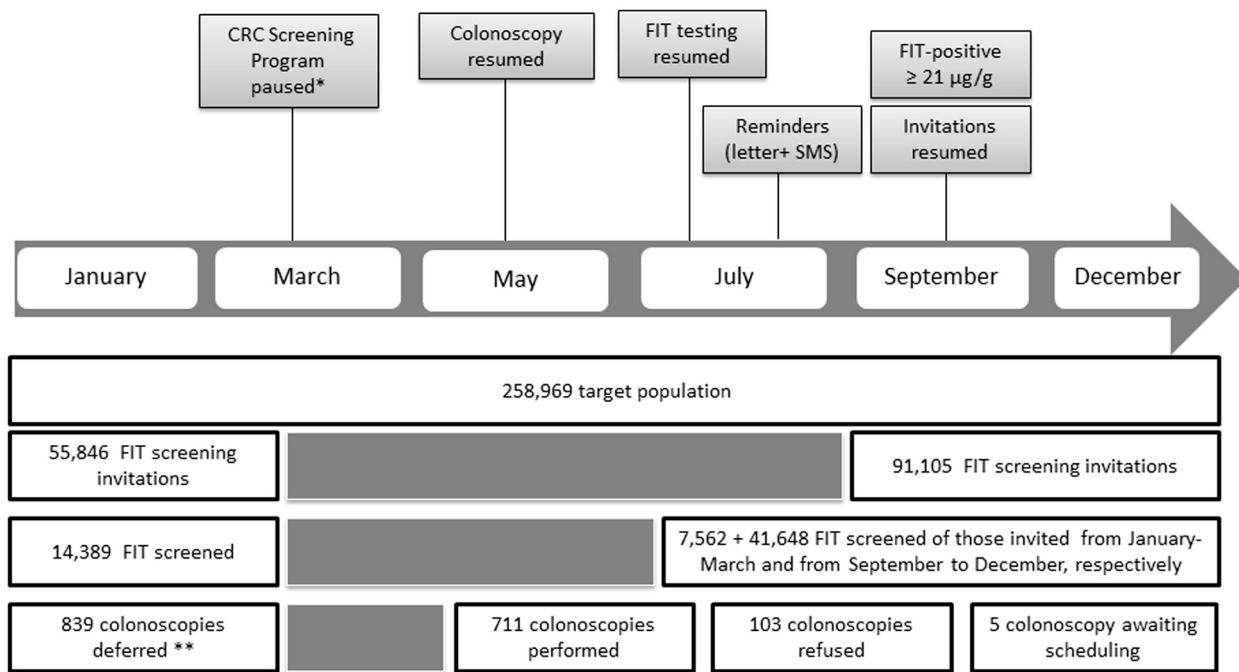 CRC Screening
Program
paused*
Colonoscopy
resumed
FIT testing
resumed
FIT-positive
≥ 21 μg/g
Reminders
(letter+ SMS)
Invitations
resumed
January
March
May
July
September
December
258,969 target population
55,846 FIT screening
invitations
91,105 FIT screening invitations
14,389 FIT screened
7,562 + 41,648 FIT screened of those invited from January-
March and from September to December, respectively
839 colonoscopies
deferred **
711 colonoscopies
performed
103 colonoscopies
refused
5 colonoscopy awaiting
scheduling